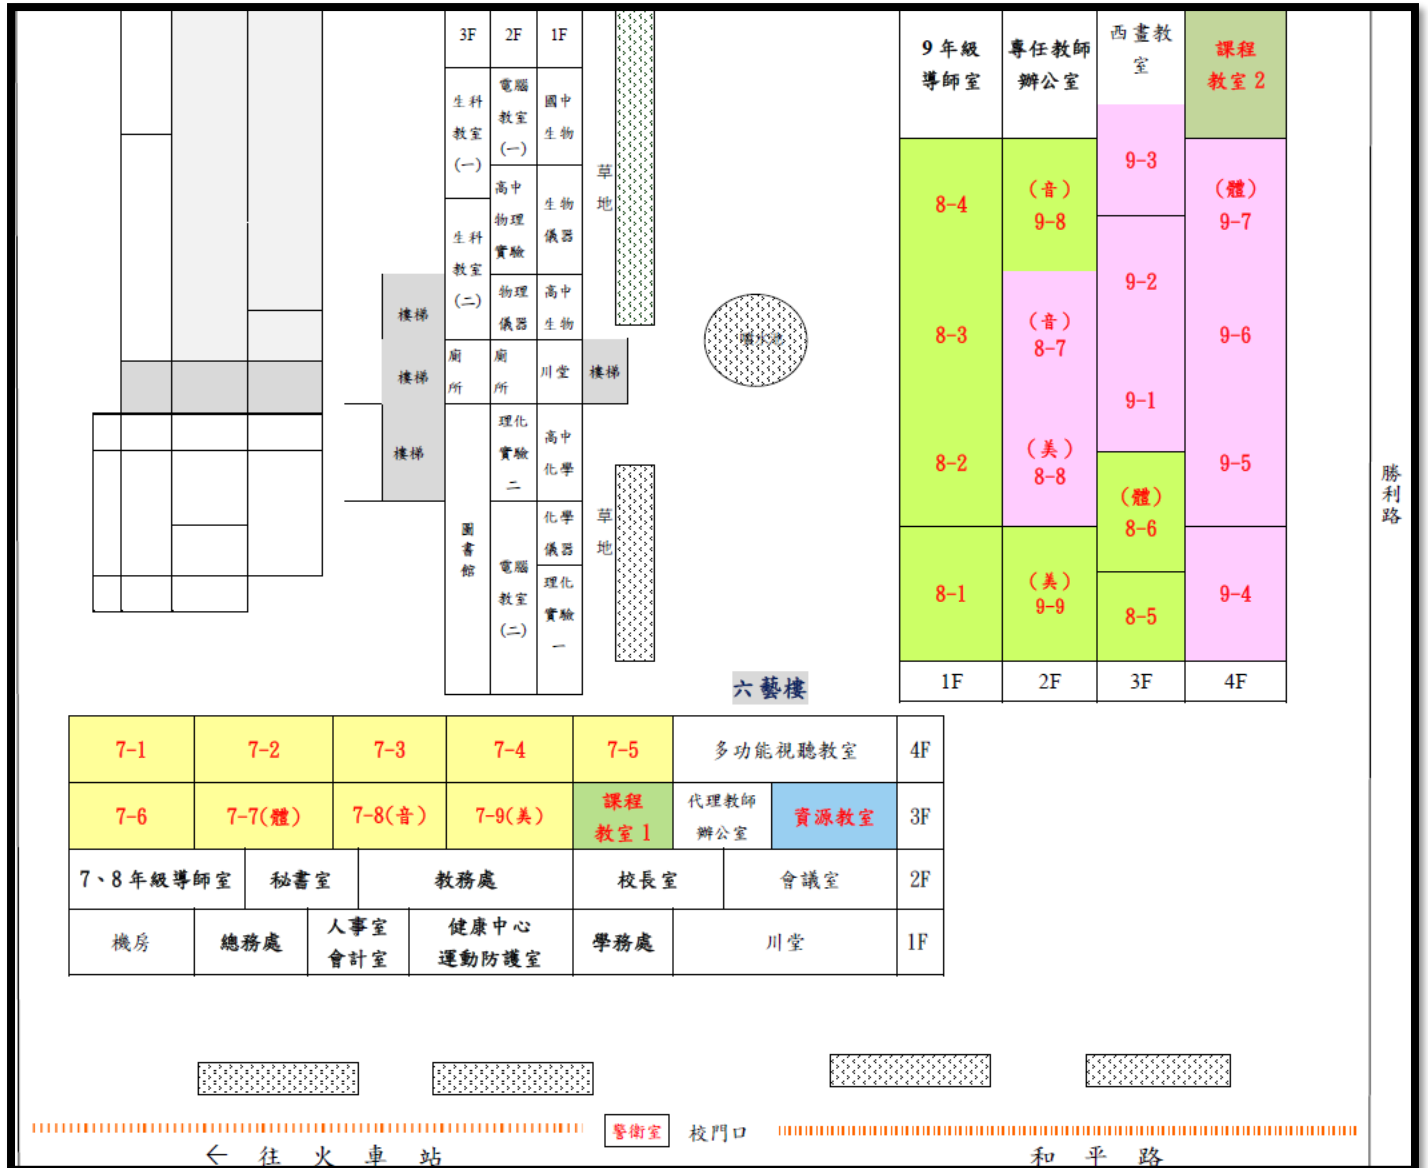 3F 2F 1F
生科
教室
(一)
電腦
教室
(一)
國中
生物
生科
教室
(二)
高中
物理
實驗
生物
儀器
物理
儀器
高中
生物
廁
所
廁
所
川堂
樓梯
樓梯
樓梯
樓梯
圖
書
館
理化
實驗
二
高中
化學
電腦
教室
(二)
化學
儀器
理化
實驗
一
草
地
草
地
9年級
導師室
專任教師
辦公室
西畫教
室
課程
教室2
8-4
8-3
8-2
8-1
1F
(音)
9-8
(音)
8-7
(美)
8-8
(美)
9-9
2F
9-3
9-2
9-1
(體)
8-6
8-5
3F
(體)
9-7
9-6
9-5
9-4
4F
勝
利
路
六藝樓
7-1 7-2 7-3 7-4 7-5 多功能視聽教室 4F
7-6 7-7(體) 7-8(音) 7-9(美)
課程
教室1
代理教師
辦公室
資源教室 3F
7、8年級導師室 秘書室 教務處 校長室 會議室 2F
機房 總務處
人事室
會計室
健康中心
運動防護室
學務處 川堂 1F
警衛室 校門口
← 往 火 車 站
和 平 路